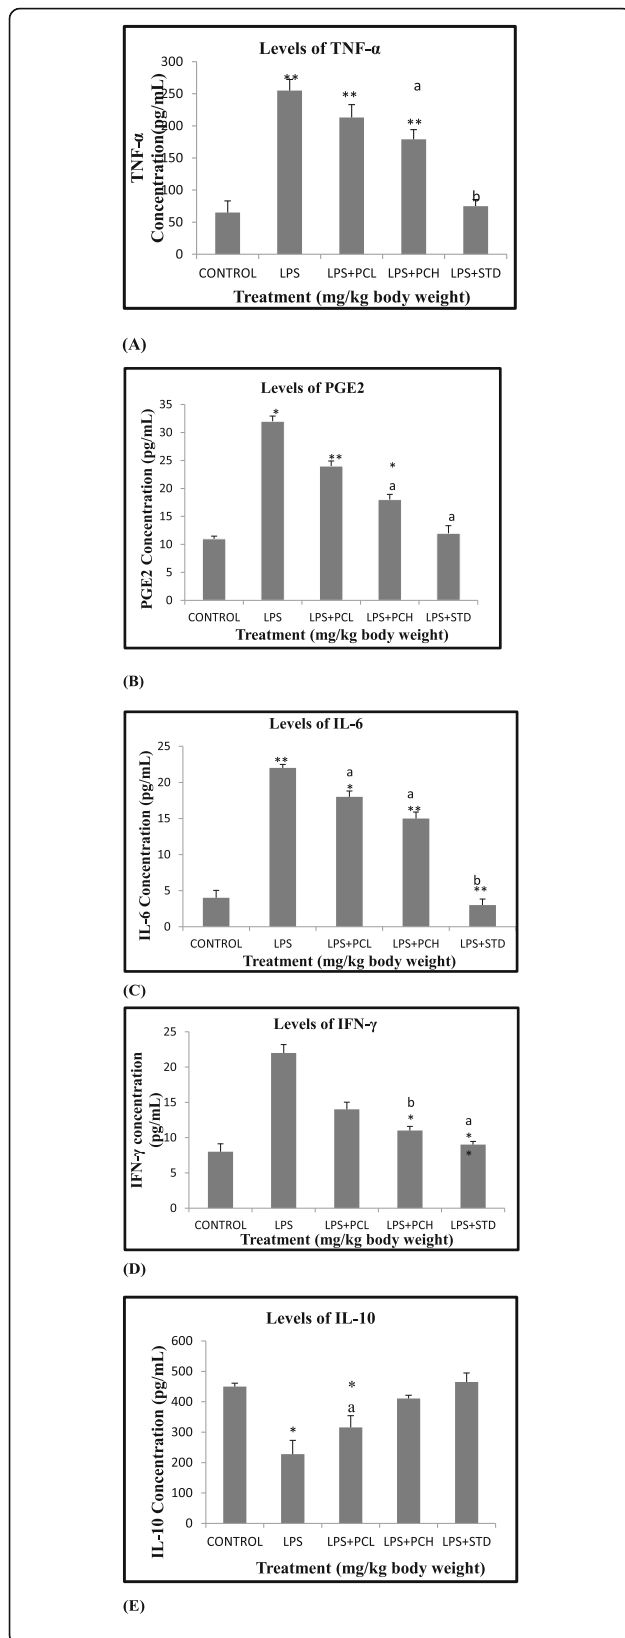 Levels of TNF-α
300
250
200
150
100
50
0
TNF-α
Concentration(pg/mL)
** ** a
**
b
CONTROL LPS LPS+PCL LPS+PCH LPS+STD
Treatment (mg/kg body weight)
(A)
Levels of PGE2
35
30
25
20
15
10
5
0
PGE2 Concentration (pg/mL)
* ** *
a a
CONTROL LPS LPS+PCL LPS+PCH LPS+STD
Treatment (mg/kg body weight)
(B)
Levels of IL-6
25
20
15
10
5
0
IL-6 Concentration (pg/mL)
** a a b
* ** **
CONTROL LPS LPS+PCL LPS+PCH LPS+STD
Treatment (mg/kg body weight)
(C)
Levels of IFN-γ
25
20
15
10
5
0
IFN-γ concentration
(pg/mL)
b a
* *
*
CONTROL LPS LPS+PCL LPS+PCH LPS+STD
Treatment (mg/kg body weight)
(D)
Levels of IL-10
600
500
400
300
200
100
0
IL-10 Concentration (pg/mL)
*
* a
CONTROL LPS LPS+PCL LPS+PCH LPS+STD
Treatment (mg/kg body weight)
(E)